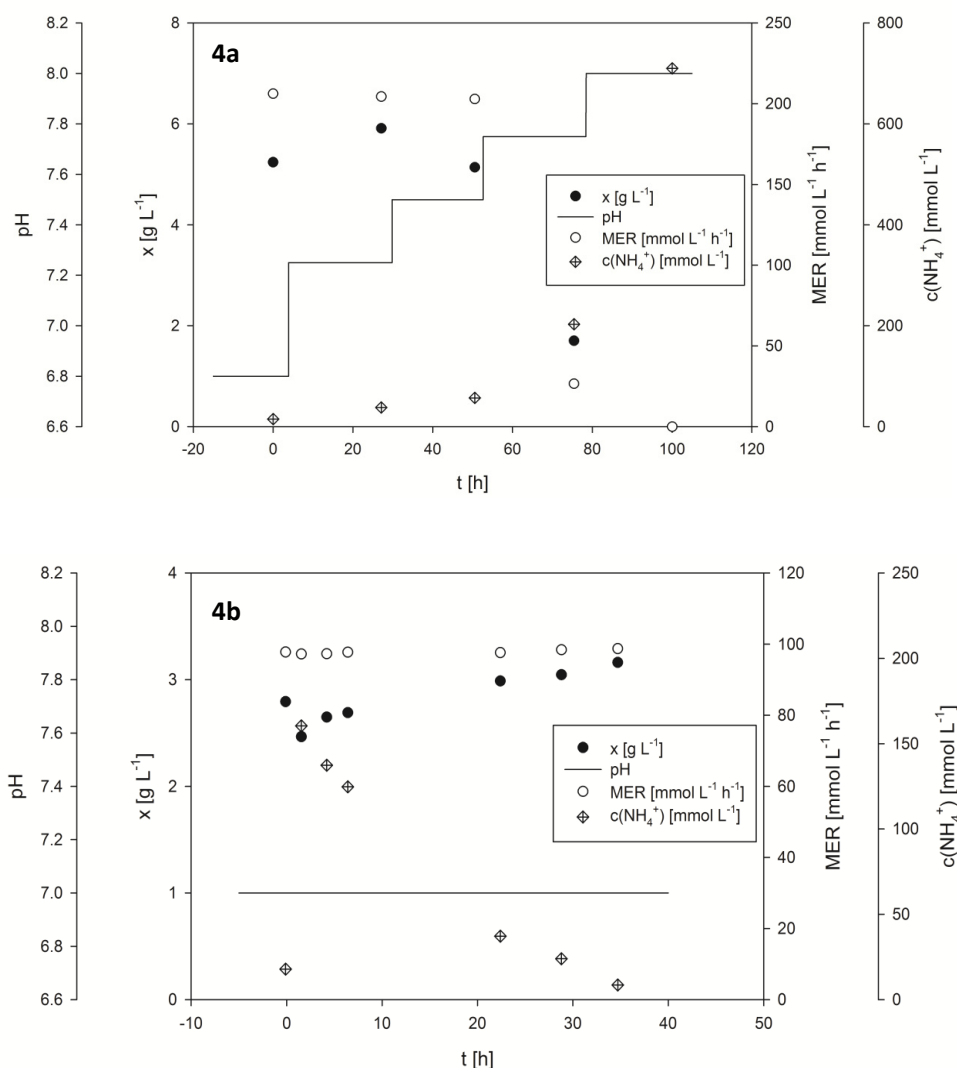 4a
pH
8.2
8.0
7.8
7.6
7.4
7.2
7.0
6.8
6.6
x [g L⁻¹]
8
6
4
2
0
x [g L⁻¹]
pH
MER [mmol L⁻¹ h⁻¹]
c(NH₄⁺) [mmol L⁻¹]
MER [mmol L⁻¹ h⁻¹]
250
200
150
100
50
0
c(NH₄⁺) [mmol L⁻¹]
800
600
400
200
0
-20 0 20 40 60 80 100 120
t [h]
4b
pH
8.2
8.0
7.8
7.6
7.4
7.2
7.0
6.8
6.6
x [g L⁻¹]
4
3
2
1
0
x [g L⁻¹]
pH
MER [mmol L⁻¹ h⁻¹]
c(NH₄⁺) [mmol L⁻¹]
MER [mmol L⁻¹ h⁻¹]
120
100
80
60
40
20
0
c(NH₄⁺) [mmol L⁻¹]
250
200
150
100
50
0
-10 0 10 20 30 40 50
t [h]